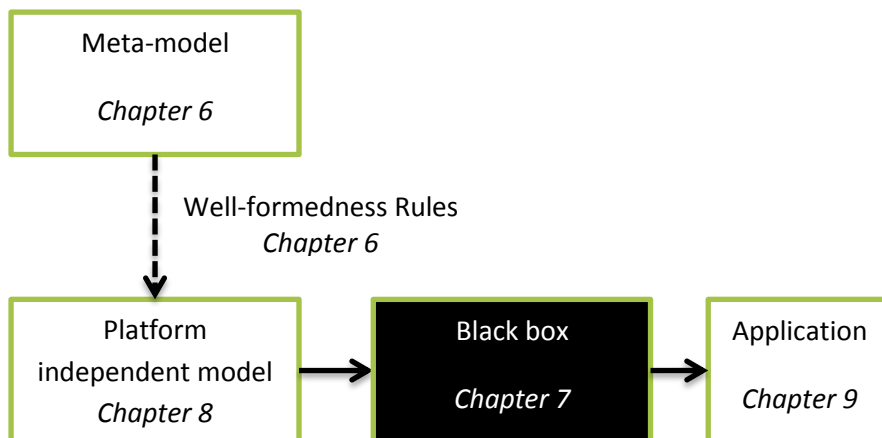 Meta-model
Chapter 6
Well-formedness Rules
Chapter 6
Platform
independent model
Chapter 8
Black box
Chapter 7
Application
Chapter 9